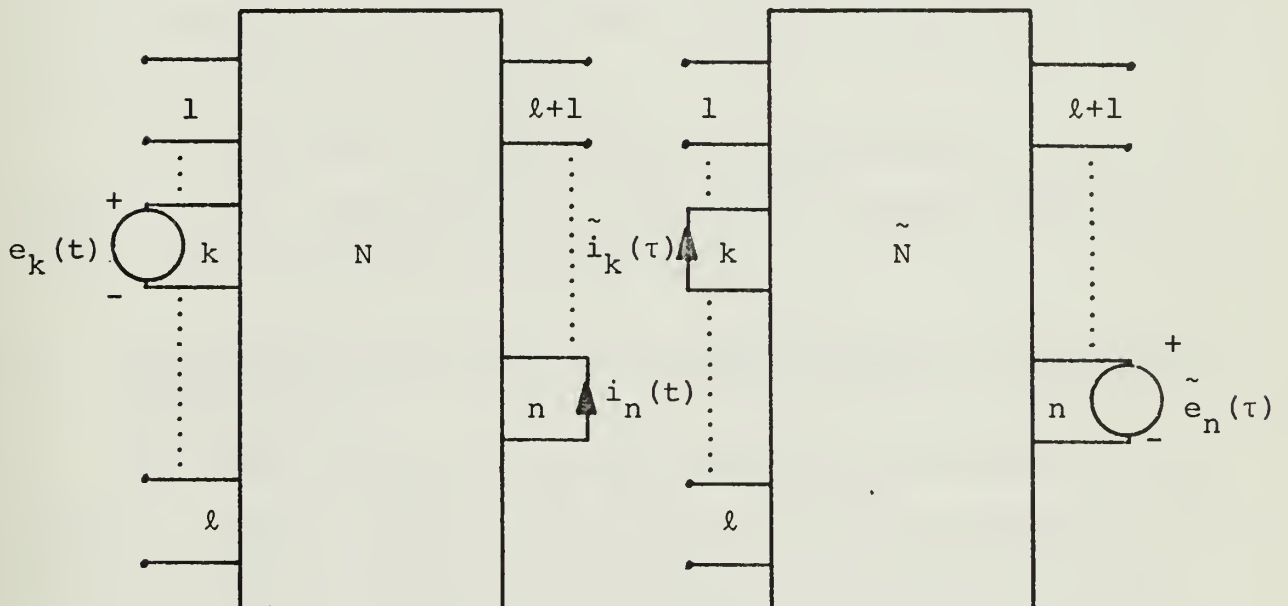 1 ℓ+1 1 ℓ+1
+
e_k(t) k N ĩ_k(τ) k Ñ
-
+
n i_n(t) n ẽ_n(τ)
-
ℓ ℓ